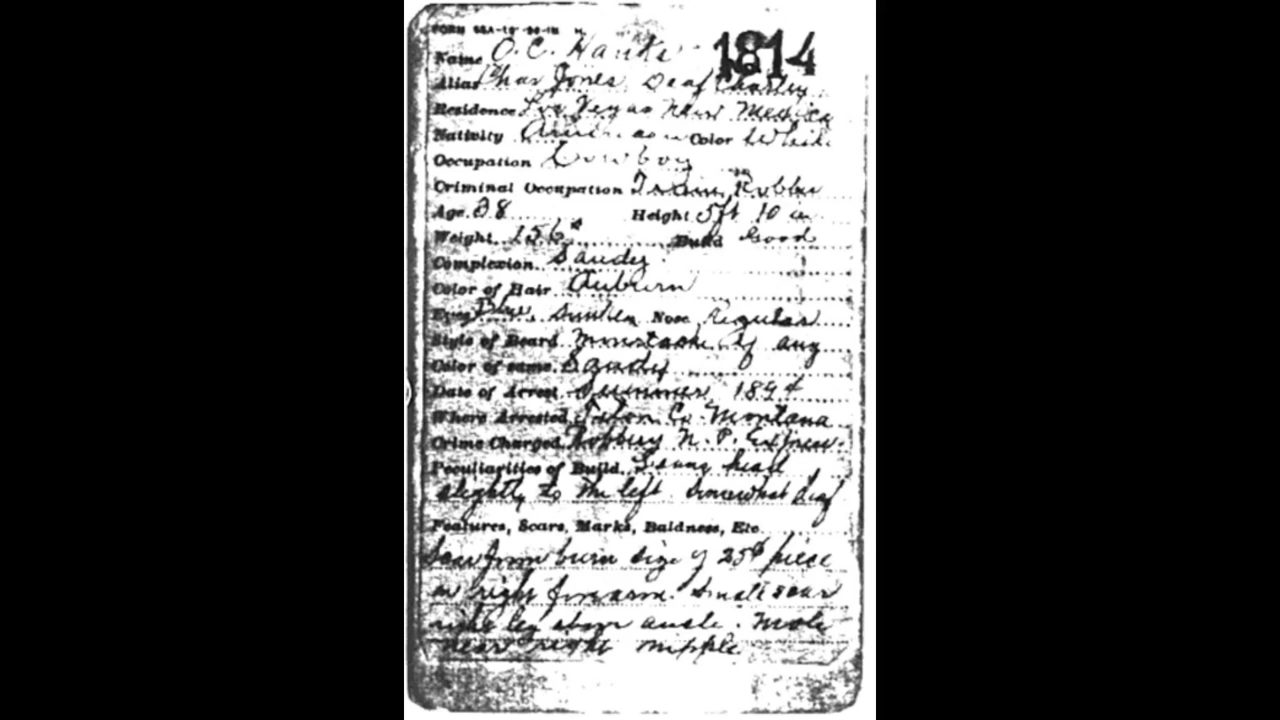 1814
Name O. C. Hanks
Alias Chas Jones Deaf Charley
Residence Las Vegas New Mexico
Nativity American Color White
Occupation Cowboy
Criminal Occupation Train Robber
Age 38 Height 5ft 10 in
Weight 156# Build Good
Complexion Sandy
Color of Hair Auburn
Eyes Blue Sunken Nose Regular
Style of Beard Moustache if any
Color of same Sandy
Date of Arrest Summer 1894
Where Arrested Teton Co Montana
Crime Charged Robbery N. P. Express
Peculiarities of Build Leans head
slightly to the left Somewhat deaf
Features, Scars, Marks, Baldness, Etc
Scar from burn size of 25¢ piece
on right forearm. Small scar
right leg above ankle. Mole
near right nipple